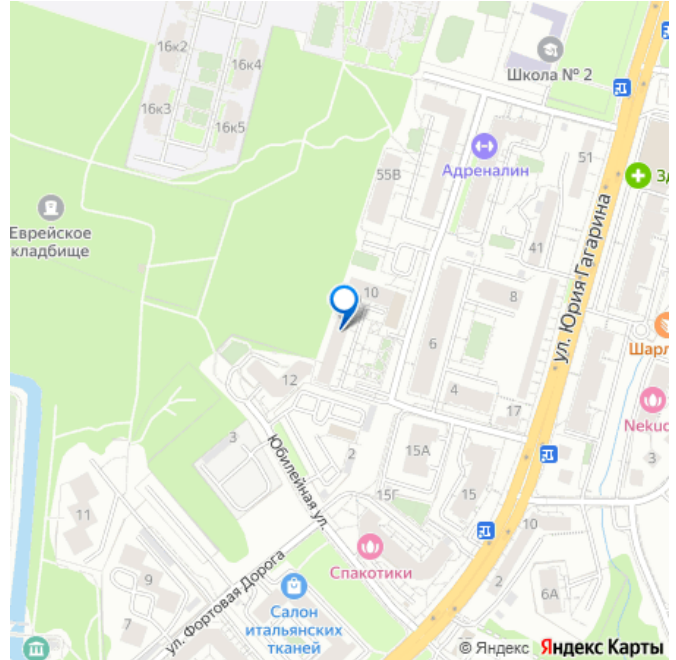 16к2
16к4
16к3
16к5
Школа № 2
Адреналин
55В
51
Зд
Еврейское
кладбище
41
ул. Юрия Гагарина
10
8
6
Шарл
12
4
17
Nekuc
3
Юбилейная ул.
2
15А
3
15Г
15
11
10
Спакотики
9
ул. Фортовая Дорога
2
6А
7
Салон
итальянских
тканей
© Яндекс Яндекс Карты